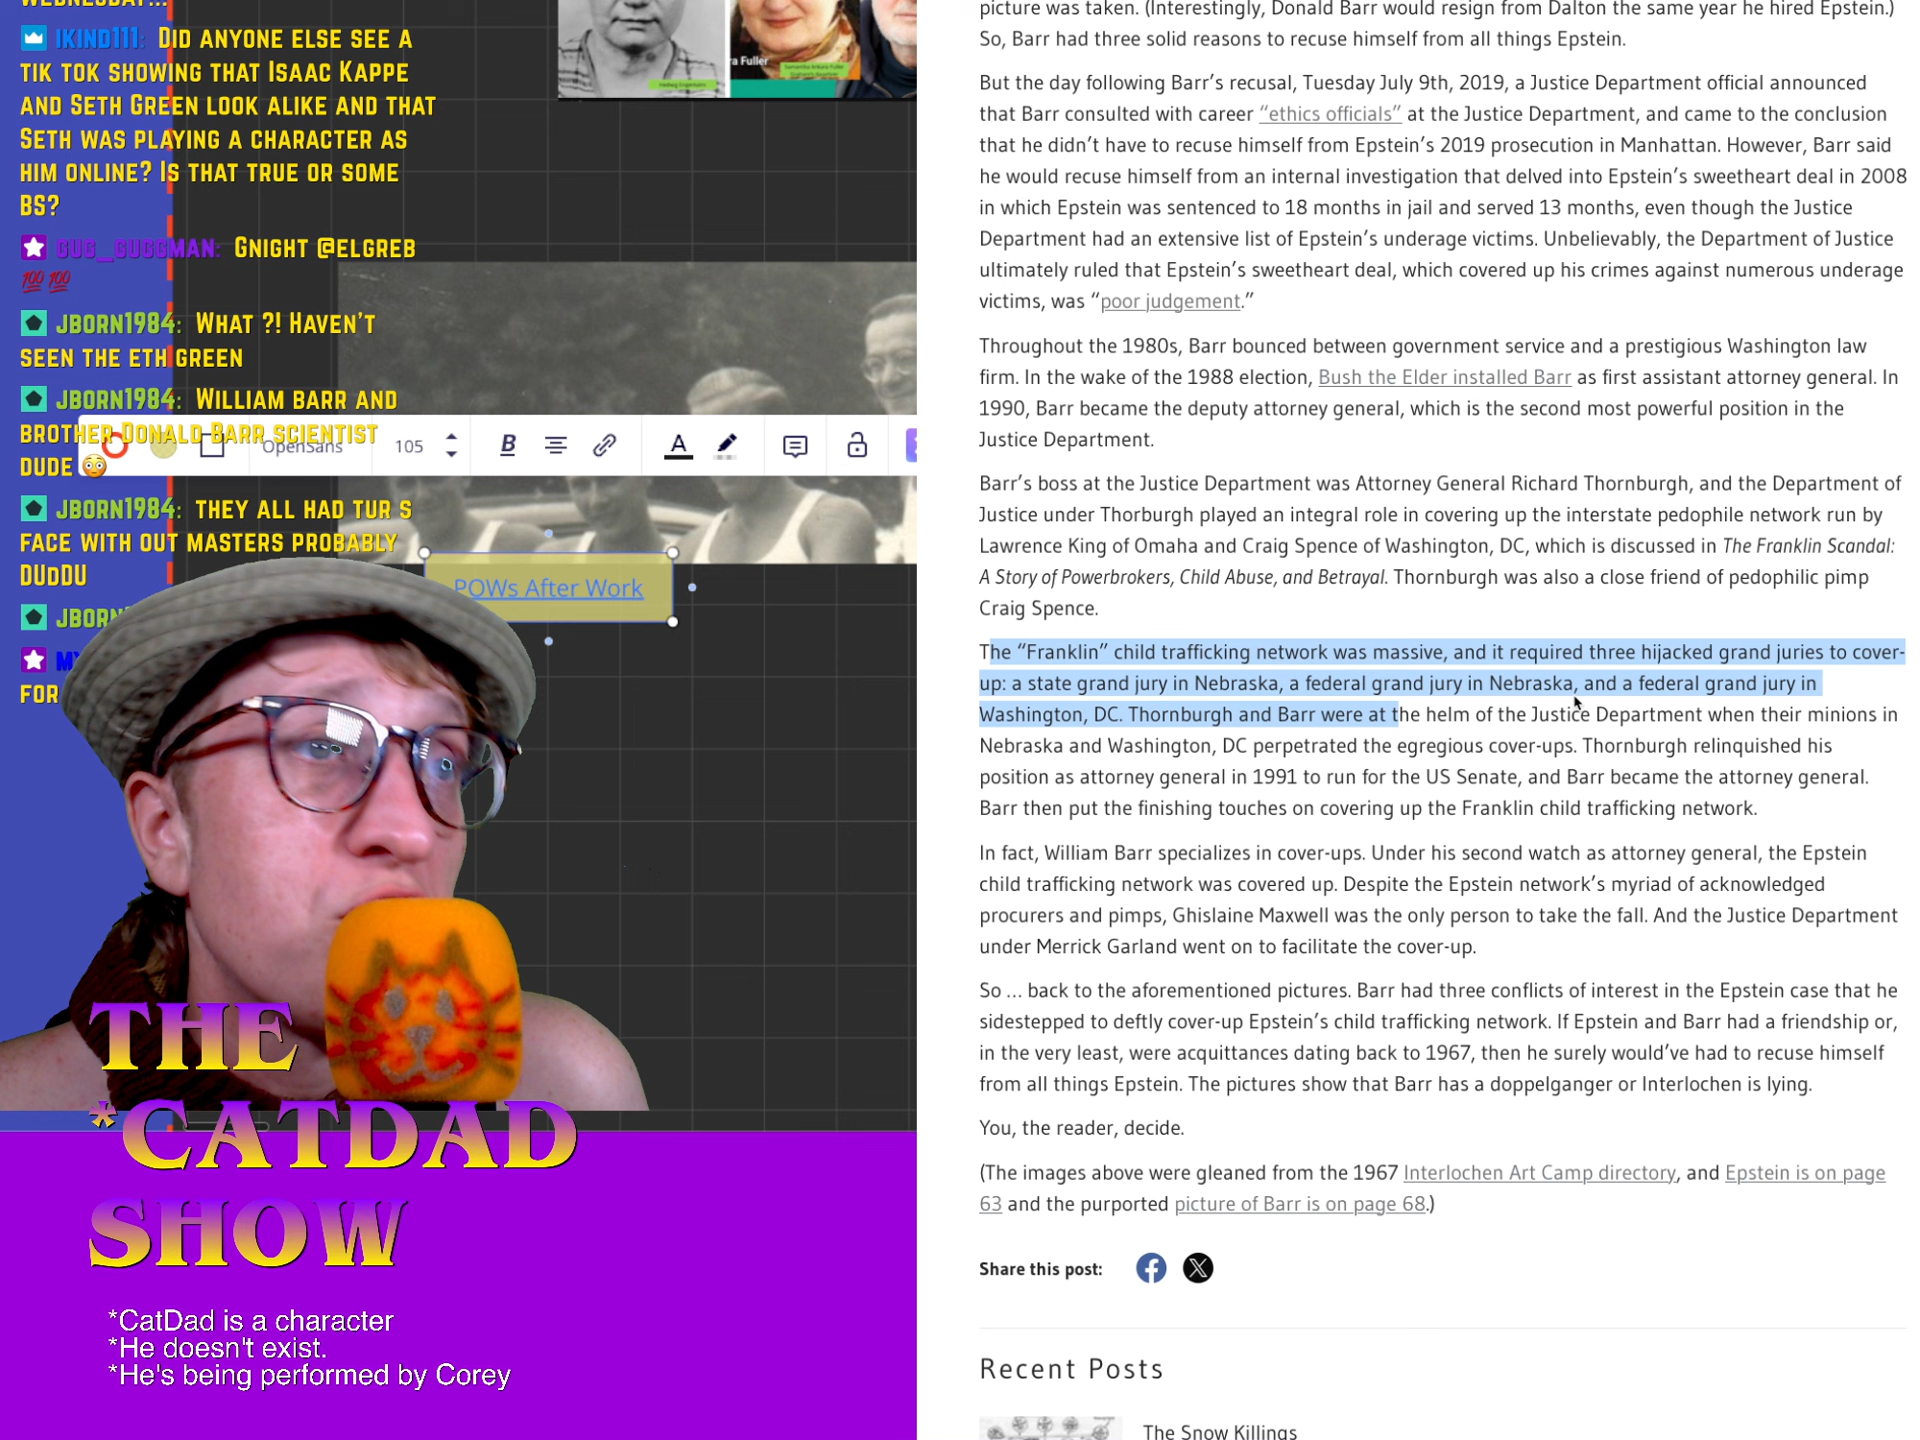 WEDNESDAY...
IKIND111: DID ANYONE ELSE SEE A
TIK TOK SHOWING THAT ISAAC KAPPE
AND SETH GREEN LOOK ALIKE AND THAT
SETH WAS PLAYING A CHARACTER AS
HIM ONLINE? IS THAT TRUE OR SOME
BS?
GUG_GUGGMAN: GNIGHT @ELGREB
💯💯
JBORN1984: WHAT ?! HAVEN'T
SEEN THE ETH GREEN
JBORN1984: WILLIAM BARR AND
BROTHER DONALD BARR SCIENTIST
DUDE 😳
JBORN1984: THEY ALL HAD TUR S
FACE WITH OUT MASTERS PROBABLY
DUDDU
JBORN
MY
FOR
ra Fuller
OpenSans 105 B A
POWs After Work
THE
*CATDAD
SHOW
*CatDad is a character
*He doesn't exist.
*He's being performed by Corey
picture was taken. (Interestingly, Donald Barr would resign from Dalton the same year he hired Epstein.)
So, Barr had three solid reasons to recuse himself from all things Epstein.
But the day following Barr’s recusal, Tuesday July 9th, 2019, a Justice Department official announced
that Barr consulted with career “ethics officials” at the Justice Department, and came to the conclusion
that he didn’t have to recuse himself from Epstein’s 2019 prosecution in Manhattan. However, Barr said
he would recuse himself from an internal investigation that delved into Epstein’s sweetheart deal in 2008
in which Epstein was sentenced to 18 months in jail and served 13 months, even though the Justice
Department had an extensive list of Epstein’s underage victims. Unbelievably, the Department of Justice
ultimately ruled that Epstein’s sweetheart deal, which covered up his crimes against numerous underage
victims, was “poor judgement.”
Throughout the 1980s, Barr bounced between government service and a prestigious Washington law
firm. In the wake of the 1988 election, Bush the Elder installed Barr as first assistant attorney general. In
1990, Barr became the deputy attorney general, which is the second most powerful position in the
Justice Department.
Barr’s boss at the Justice Department was Attorney General Richard Thornburgh, and the Department of
Justice under Thorburgh played an integral role in covering up the interstate pedophile network run by
Lawrence King of Omaha and Craig Spence of Washington, DC, which is discussed in The Franklin Scandal:
A Story of Powerbrokers, Child Abuse, and Betrayal. Thornburgh was also a close friend of pedophilic pimp
Craig Spence.
The “Franklin” child trafficking network was massive, and it required three hijacked grand juries to cover-
up: a state grand jury in Nebraska, a federal grand jury in Nebraska, and a federal grand jury in
Washington, DC. Thornburgh and Barr were at the helm of the Justice Department when their minions in
Nebraska and Washington, DC perpetrated the egregious cover-ups. Thornburgh relinquished his
position as attorney general in 1991 to run for the US Senate, and Barr became the attorney general.
Barr then put the finishing touches on covering up the Franklin child trafficking network.
In fact, William Barr specializes in cover-ups. Under his second watch as attorney general, the Epstein
child trafficking network was covered up. Despite the Epstein network’s myriad of acknowledged
procurers and pimps, Ghislaine Maxwell was the only person to take the fall. And the Justice Department
under Merrick Garland went on to facilitate the cover-up.
So … back to the aforementioned pictures. Barr had three conflicts of interest in the Epstein case that he
sidestepped to deftly cover-up Epstein’s child trafficking network. If Epstein and Barr had a friendship or,
in the very least, were acquittances dating back to 1967, then he surely would’ve had to recuse himself
from all things Epstein. The pictures show that Barr has a doppelganger or Interlochen is lying.
You, the reader, decide.
(The images above were gleaned from the 1967 Interlochen Art Camp directory, and Epstein is on page
63 and the purported picture of Barr is on page 68.)
Share this post:
Recent Posts
The Snow Killings